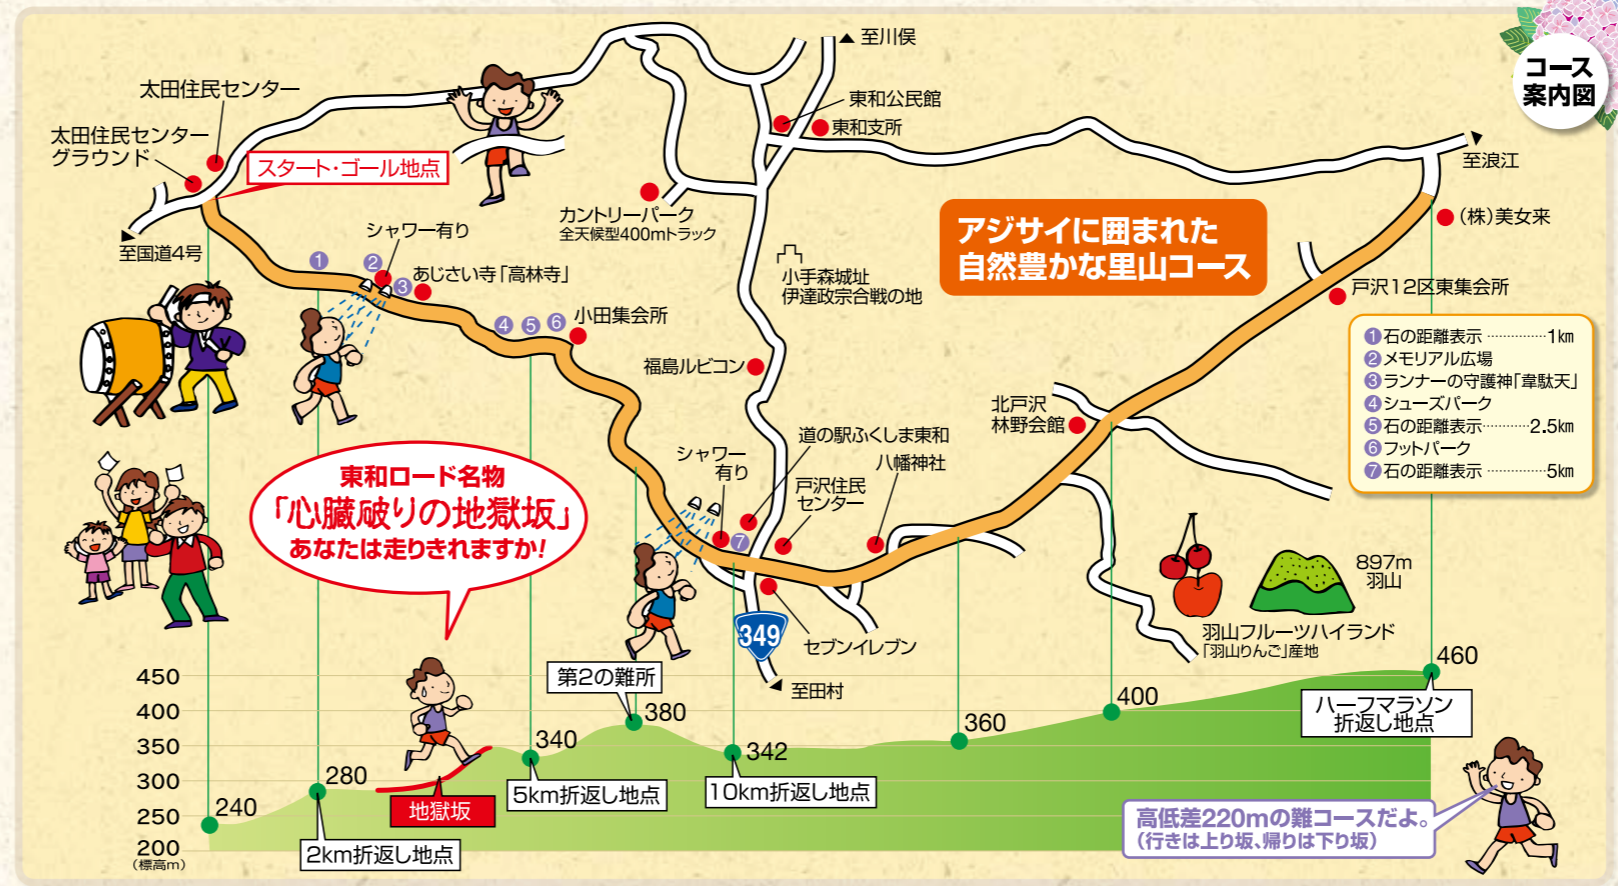 コース
案内図
至川俣
太田住民センター
太田住民センター
グラウンド
スタート・ゴール地点
至国道4号
東和公民館
東和支所
至浪江
(株)美女来
カントリーパーク
全天候型400mトラック
シャワー有り
あじさい寺「高林寺」
アジサイに囲まれた
自然豊かな里山コース
小手森城址
伊達政宗合戦の地
戸沢12区東集会所
1
2
3
4
5
6
小田集会所
福島ルビコン
1 石の距離表示 …………… 1km
2 メモリアル広場
3 ランナーの守護神「韋駄天」
4 シューズパーク
5 石の距離表示 ………… 2.5km
6 フットパーク
7 石の距離表示 …………… 5km
北戸沢
林野会館
道の駅ふくしま東和
八幡神社
シャワー
有り
戸沢住民
センター
7
東和ロード名物
「心臓破りの地獄坂」
あなたは走りきれますか!
セブンイレブン
349
至田村
897m
羽山
羽山フルーツハイランド
「羽山りんご」産地
450
400
350
300
250
200
(標高m)
240
280
340
380
342
360
400
460
地獄坂
第2の難所
2km折返し地点
5km折返し地点
10km折返し地点
ハーフマラソン
折返し地点
高低差220mの難コースだよ。
(行きは上り坂、帰りは下り坂)